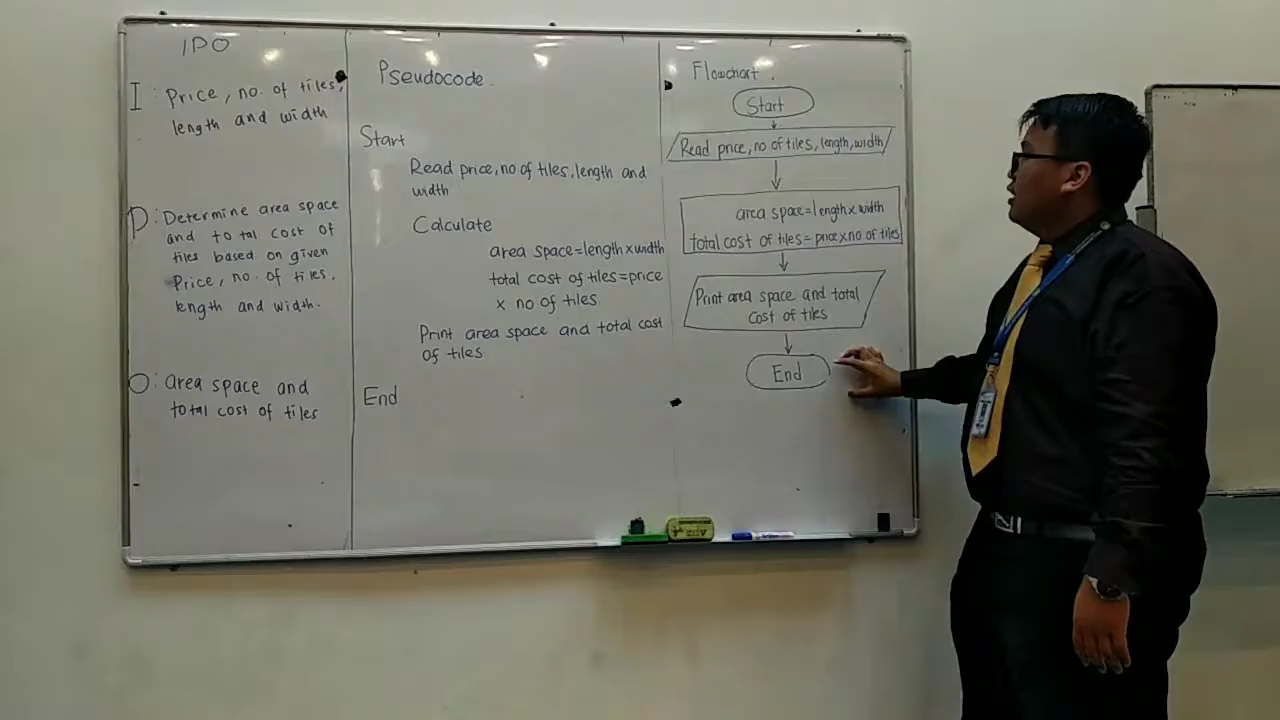 IPO
I: Price, no. of tiles,
length and width
P: Determine area space
and total cost of
tiles based on given
Price, no. of tiles,
length and width.
O: area space and
total cost of tiles
Pseudocode.
Start
Read price, no of tiles, length and
width
Calculate
area space=length x width
total cost of tiles=price
x no of tiles
Print area space and total cost
of tiles
End
Flowchart.
Start
Read price, no of tiles, length, width
area space=length x width
total cost of tiles=price x no of tiles
Print area space and total
cost of tiles
End